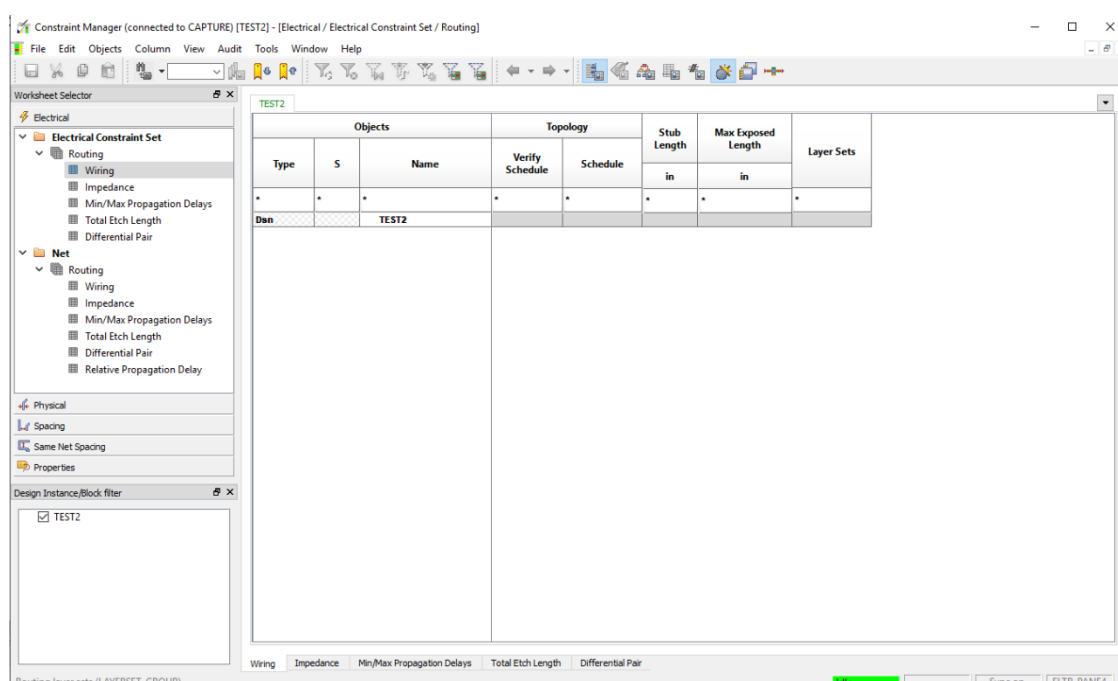 Constraint Manager (connected to CAPTURE) [TEST2] - [Electrical / Electrical Constraint Set / Routing]
File Edit Objects Column View Audit Tools Window Help
Worksheet Selector
Electrical
Electrical Constraint Set
Routing
Wiring
Impedance
Min/Max Propagation Delays
Total Etch Length
Differential Pair
Net
Routing
Wiring
Impedance
Min/Max Propagation Delays
Total Etch Length
Differential Pair
Relative Propagation Delay
Physical
Spacing
Same Net Spacing
Properties
Design Instance/Block filter
TEST2
TEST2
Objects Topology Stub Length Max Exposed Length Layer Sets
Type S Name Verify Schedule Schedule in in
* * * * * * * *
Dsn TEST2
Wiring Impedance Min/Max Propagation Delays Total Etch Length Differential Pair